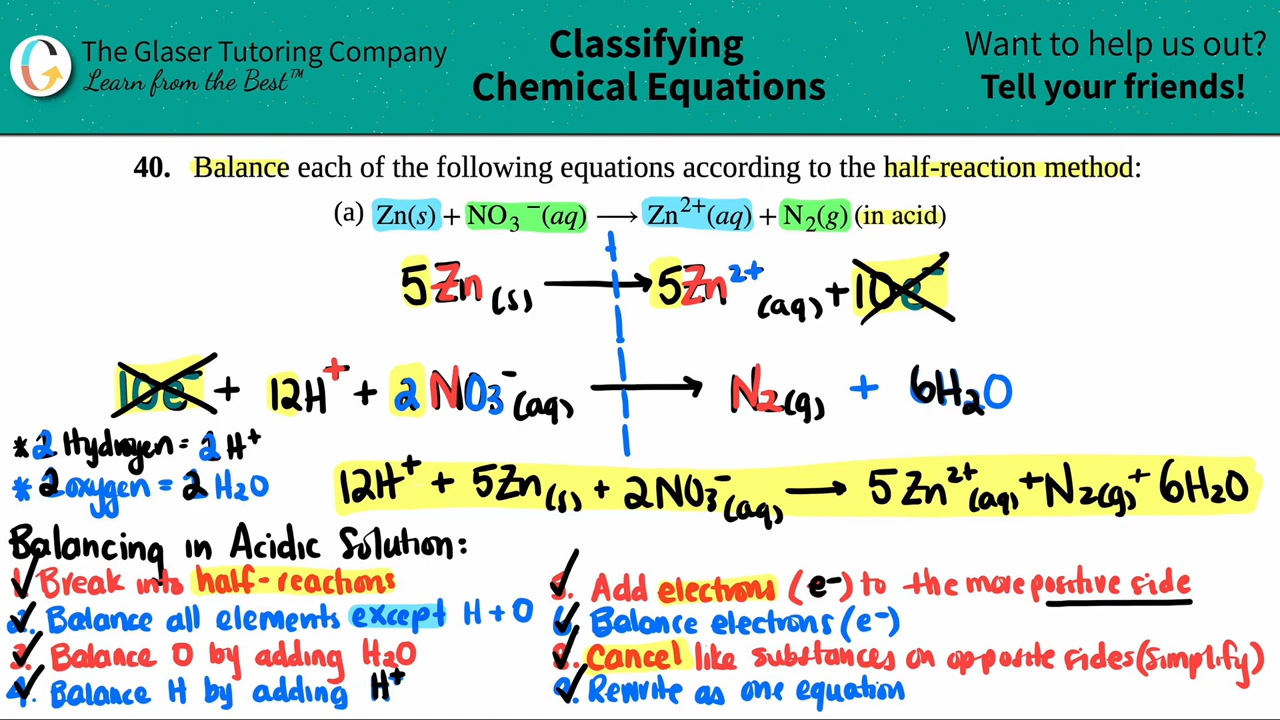 The Glaser Tutoring Company
Learn from the Best™
Classifying
Chemical Equations
Want to help us out?
Tell your friends!
40. Balance each of the following equations according to the half-reaction method:
(a) Zn(s) + NO₃⁻(aq) ⟶ Zn²⁺(aq) + N₂(g) (in acid)
5Zn(s) ⟶ 5Zn²⁺(aq) + 10e⁻
10e⁻ + 12H⁺ + 2NO₃⁻(aq) ⟶ N₂(g) + 6H₂O
* 2 Hydrogen = 2H⁺
* 2 oxygen = 2 H₂O
12H⁺ + 5Zn(s) + 2NO₃⁻(aq) ⟶ 5Zn²⁺(aq) + N₂(g) + 6H₂O
Balancing in Acidic Solution:
1. Break into half-reactions
2. Balance all elements except H + O
3. Balance O by adding H₂O
4. Balance H by adding H⁺
5. Add electrons (e⁻) to the more positive side
6. Balance electrons (e⁻)
8. Cancel like substances on opposite sides (simplify)
9. Rewrite as one equation